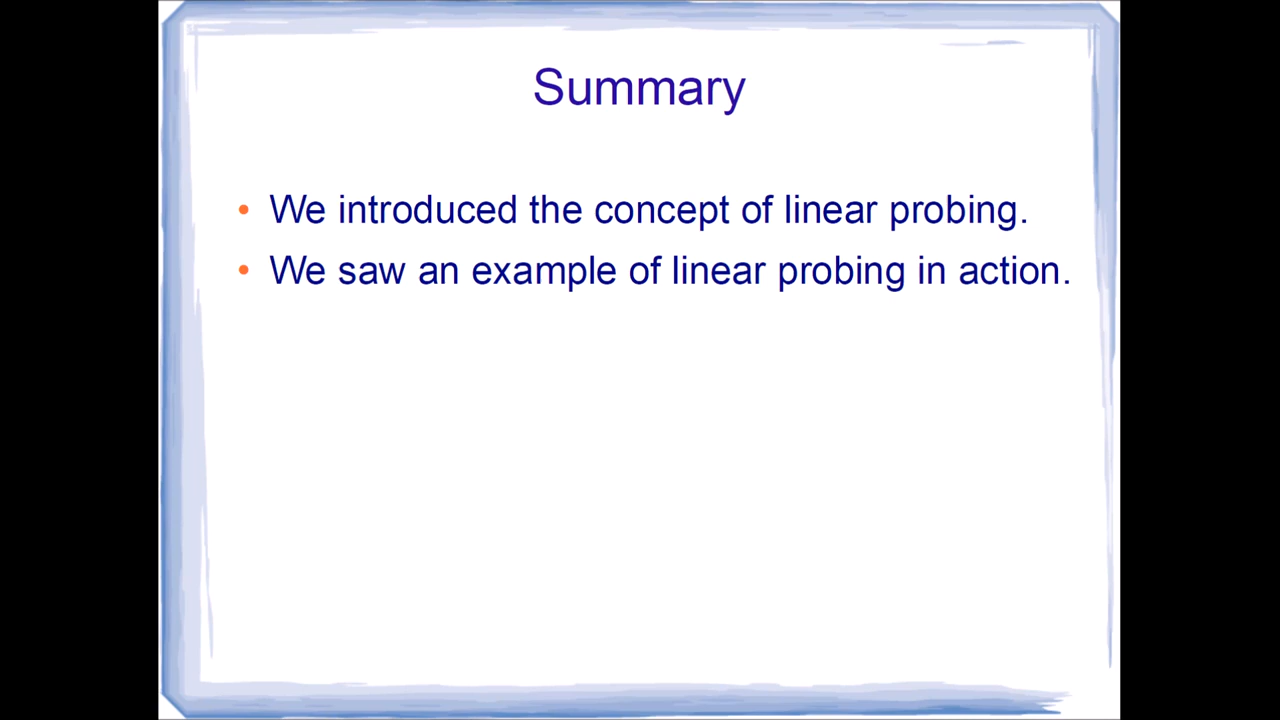 Summary
• We introduced the concept of linear probing.
• We saw an example of linear probing in action.